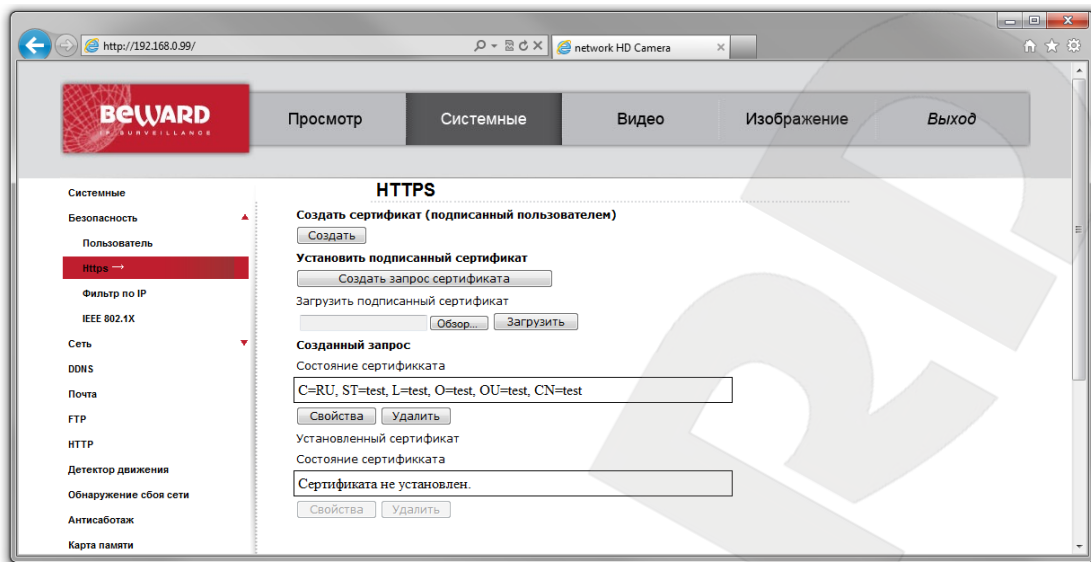 http://192.168.0.99/
network HD Camera
BEWARD
IP SURVEILLANCE
Просмотр
Системные
Видео
Изображение
Выход
Системные
Безопасность
Пользователь
Https →
Фильтр по IP
IEEE 802.1X
Сеть
DDNS
Почта
FTP
HTTP
Детектор движения
Обнаружение сбоя сети
Антисаботаж
Карта памяти
HTTPS
Создать сертификат (подписанный пользователем)
Создать
Установить подписанный сертификат
Создать запрос сертификата
Загрузить подписанный сертификат
Обзор... Загрузить
Созданный запрос
Состояние сертификката
C=RU, ST=test, L=test, O=test, OU=test, CN=test
Свойства Удалить
Установленный сертификат
Состояние сертификката
Сертификата не установлен.
Свойства Удалить